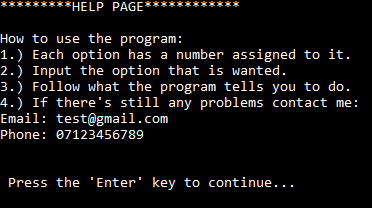 *********HELP PAGE************
How to use the program:
1.) Each option has a number assigned to it.
2.) Input the option that is wanted.
3.) Follow what the program tells you to do.
4.) If there's still any problems contact me:
Email: test@gmail.com
Phone: 07123456789
Press the 'Enter' key to continue...